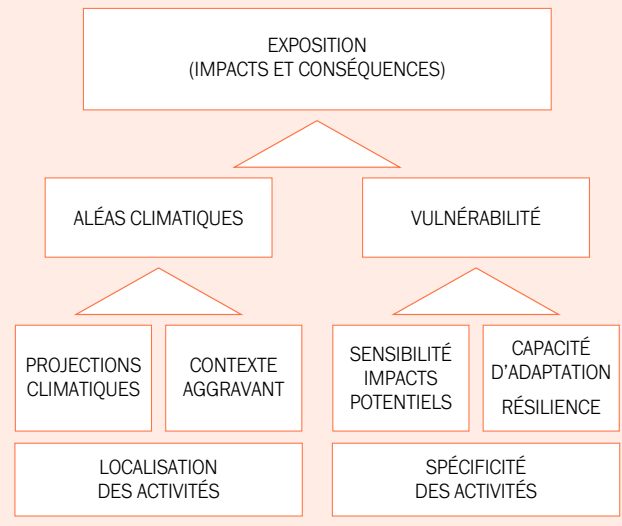 EXPOSITION
(IMPACTS ET CONSÉQUENCES)
ALÉAS CLIMATIQUES
VULNÉRABILITÉ
PROJECTIONS
CLIMATIQUES
CONTEXTE
AGGRAVANT
SENSIBILITÉ
IMPACTS
POTENTIELS
CAPACITÉ
D'ADAPTATION
RÉSILIENCE
LOCALISATION
DES ACTIVITÉS
SPÉCIFICITÉ
DES ACTIVITÉS